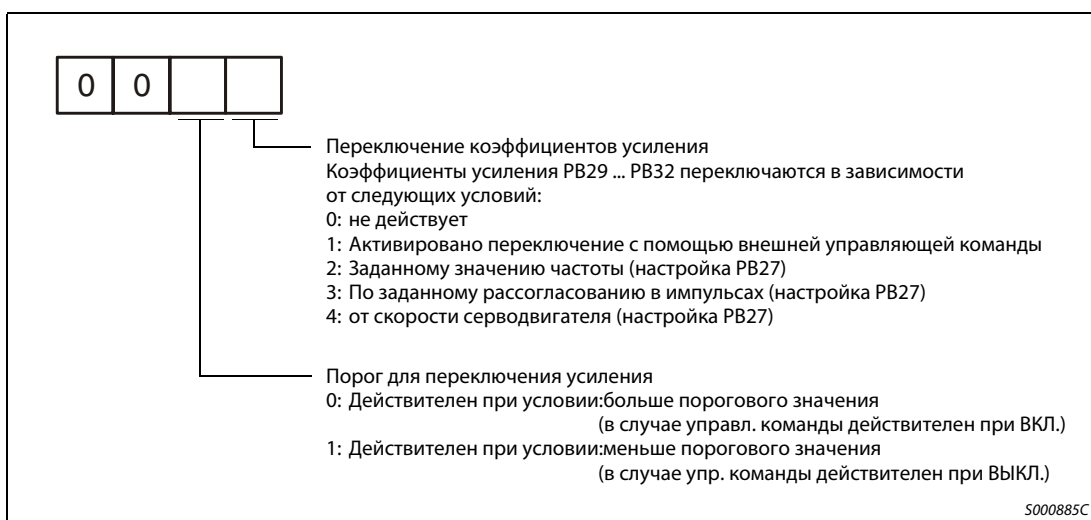 0 0
Переключение коэффициентов усиления
Коэффициенты усиления PB29 ... PB32 переключаются в зависимости
от следующих условий:
0: не действует
1: Активировано переключение с помощью внешней управляющей команды
2: Заданному значению частоты (настройка PB27)
3: По заданному рассогласованию в импульсах (настройка PB27)
4: от скорости серводвигателя (настройка PB27)
Порог для переключения усиления
0: Действителен при условии:больше порогового значения
(в случае управл. команды действителен при ВКЛ.)
1: Действителен при условии:меньше порогового значения
(в случае упр. команды действителен при ВЫКЛ.)
S000885C